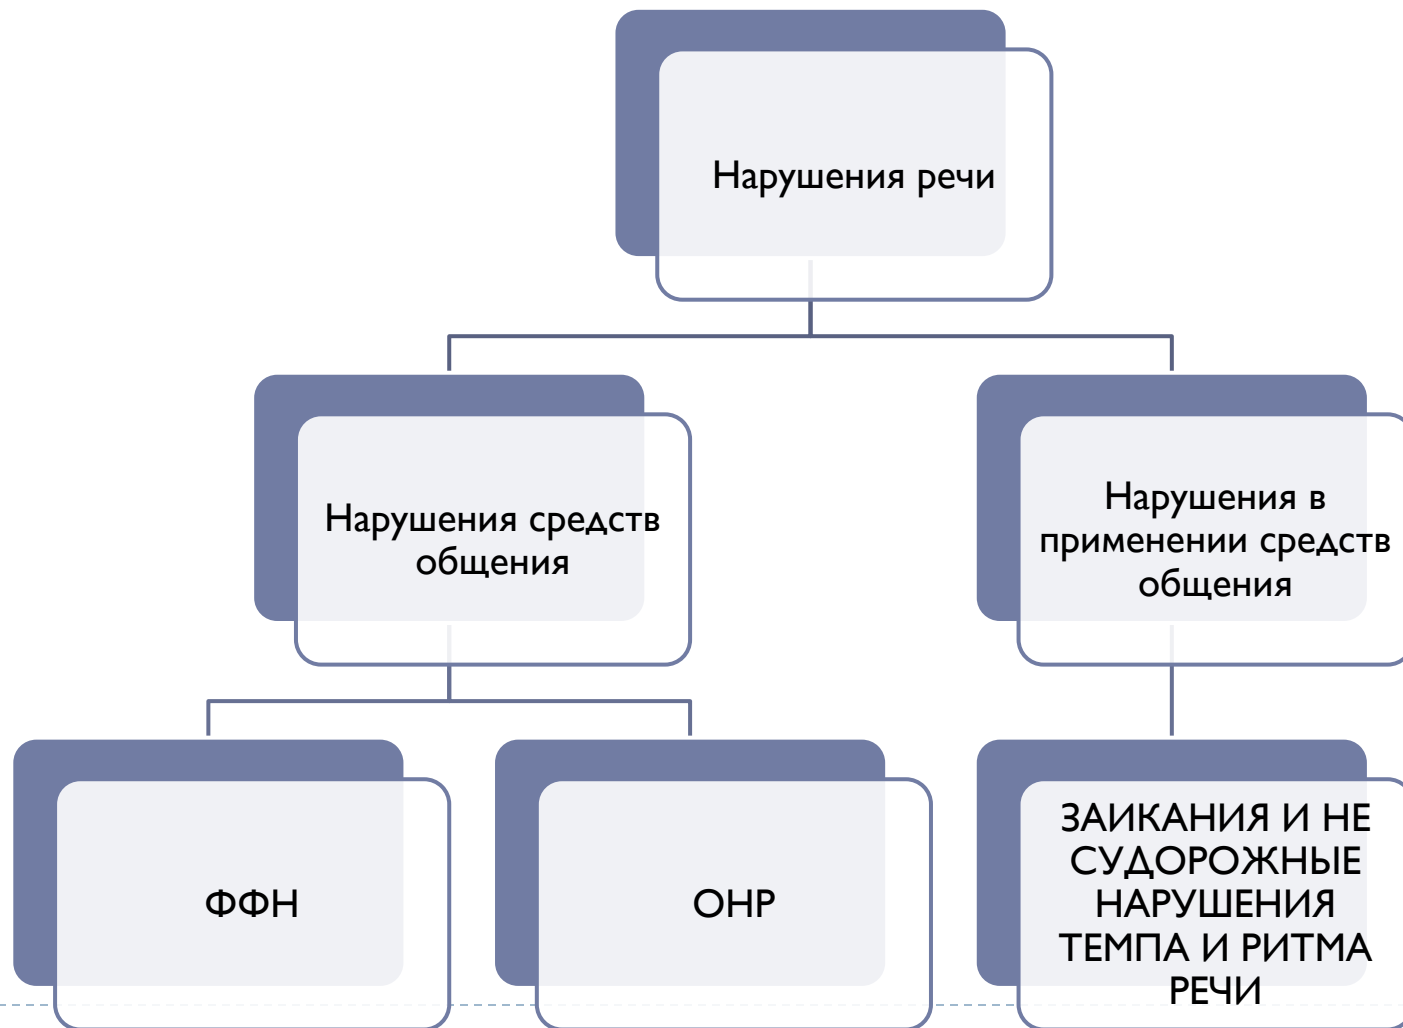 Нарушения речи
Нарушения средств
общения
Нарушения в
применении средств
общения
ФФН
ОНР
ЗАИКАНИЯ И НЕ
СУДОРОЖНЫЕ
НАРУШЕНИЯ
ТЕМПА И РИТМА
РЕЧИ